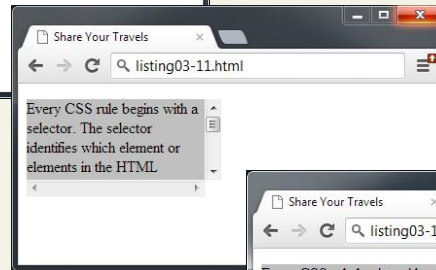 Share Your Travels
listing03-11.html
Every CSS rule begins with a
selector. The selector
identifies which element or
elements in the HTML
Share Your Travels
listing03-1